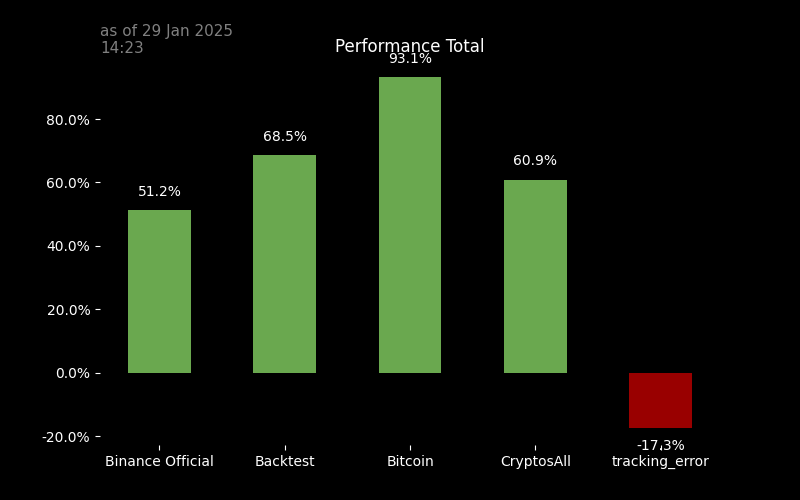 as of 29 Jan 2025
14:23
Performance Total
93.1%
80.0%
68.5%
60.9%
60.0%
51.2%
40.0%
20.0%
0.0%
-20.0%
-17.3%
Binance Official
Backtest
Bitcoin
CryptosAll
tracking_error